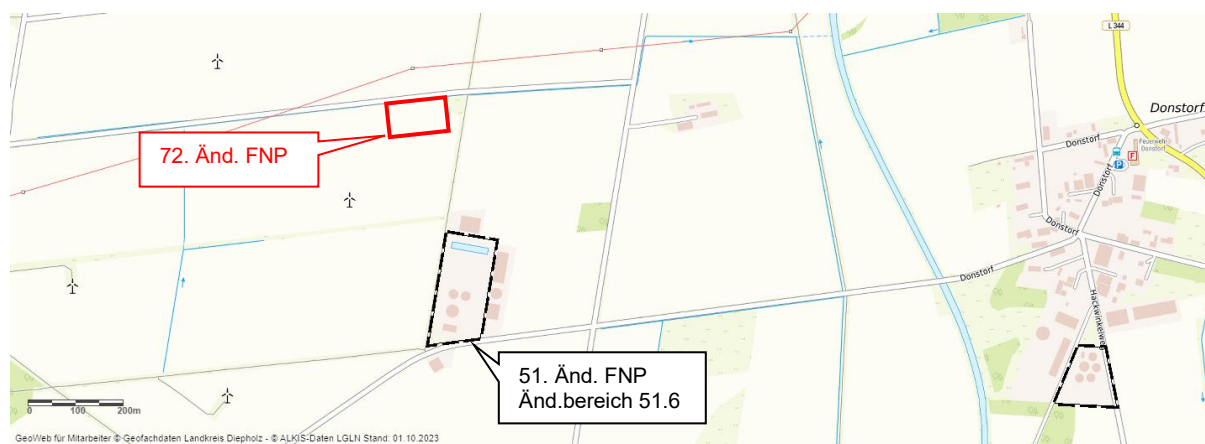 L 344
Donstorf
Donstorf
Feuerwehr
Donstorf
P
F
72. Änd. FNP
Donstorf
Donstorf
Hackwinkelweg
51. Änd. FNP
Änd.bereich 51.6
0 100 200m
GeoWeb für Mitarbeiter © Geofachdaten Landkreis Diepholz - © ALKIS-Daten LGLN Stand: 01.10.2023